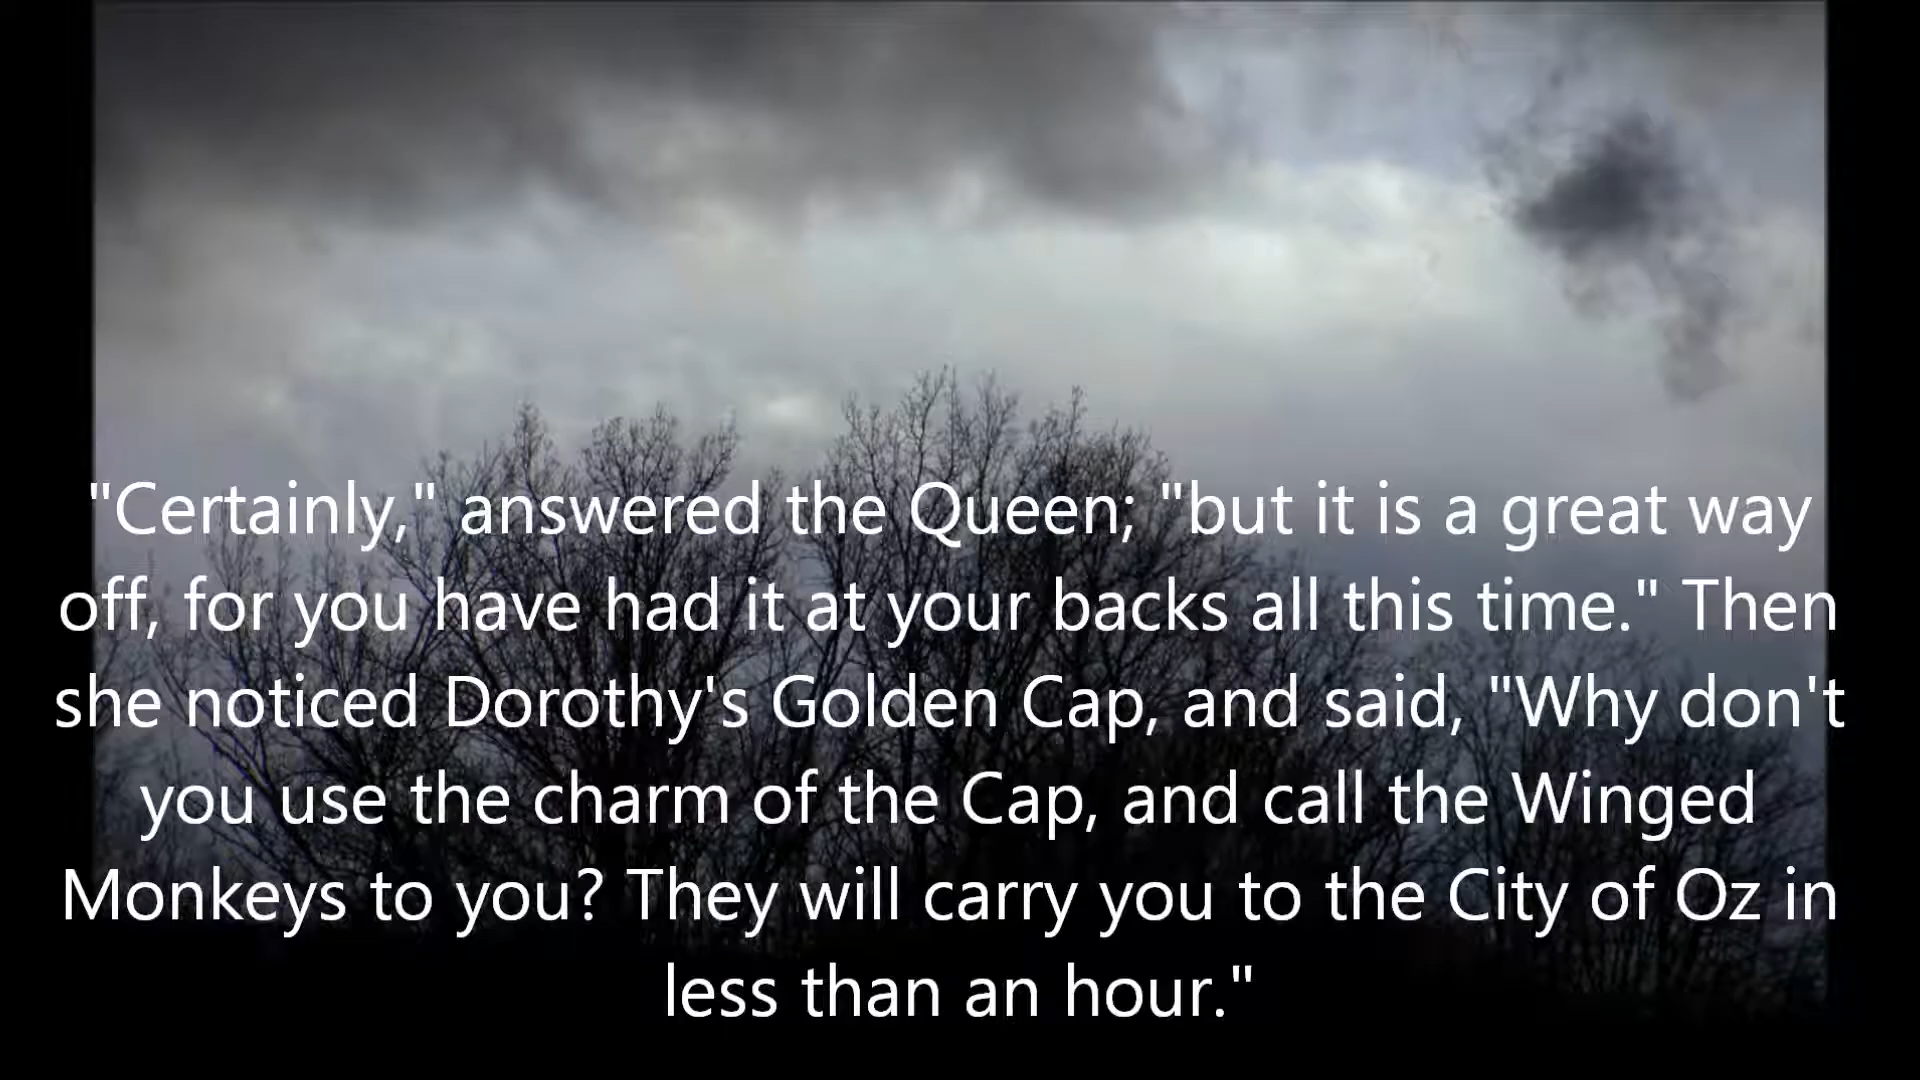 "Certainly," answered the Queen; "but it is a great way
off, for you have had it at your backs all this time." Then
she noticed Dorothy's Golden Cap, and said, "Why don't
you use the charm of the Cap, and call the Winged
Monkeys to you? They will carry you to the City of Oz in
less than an hour."